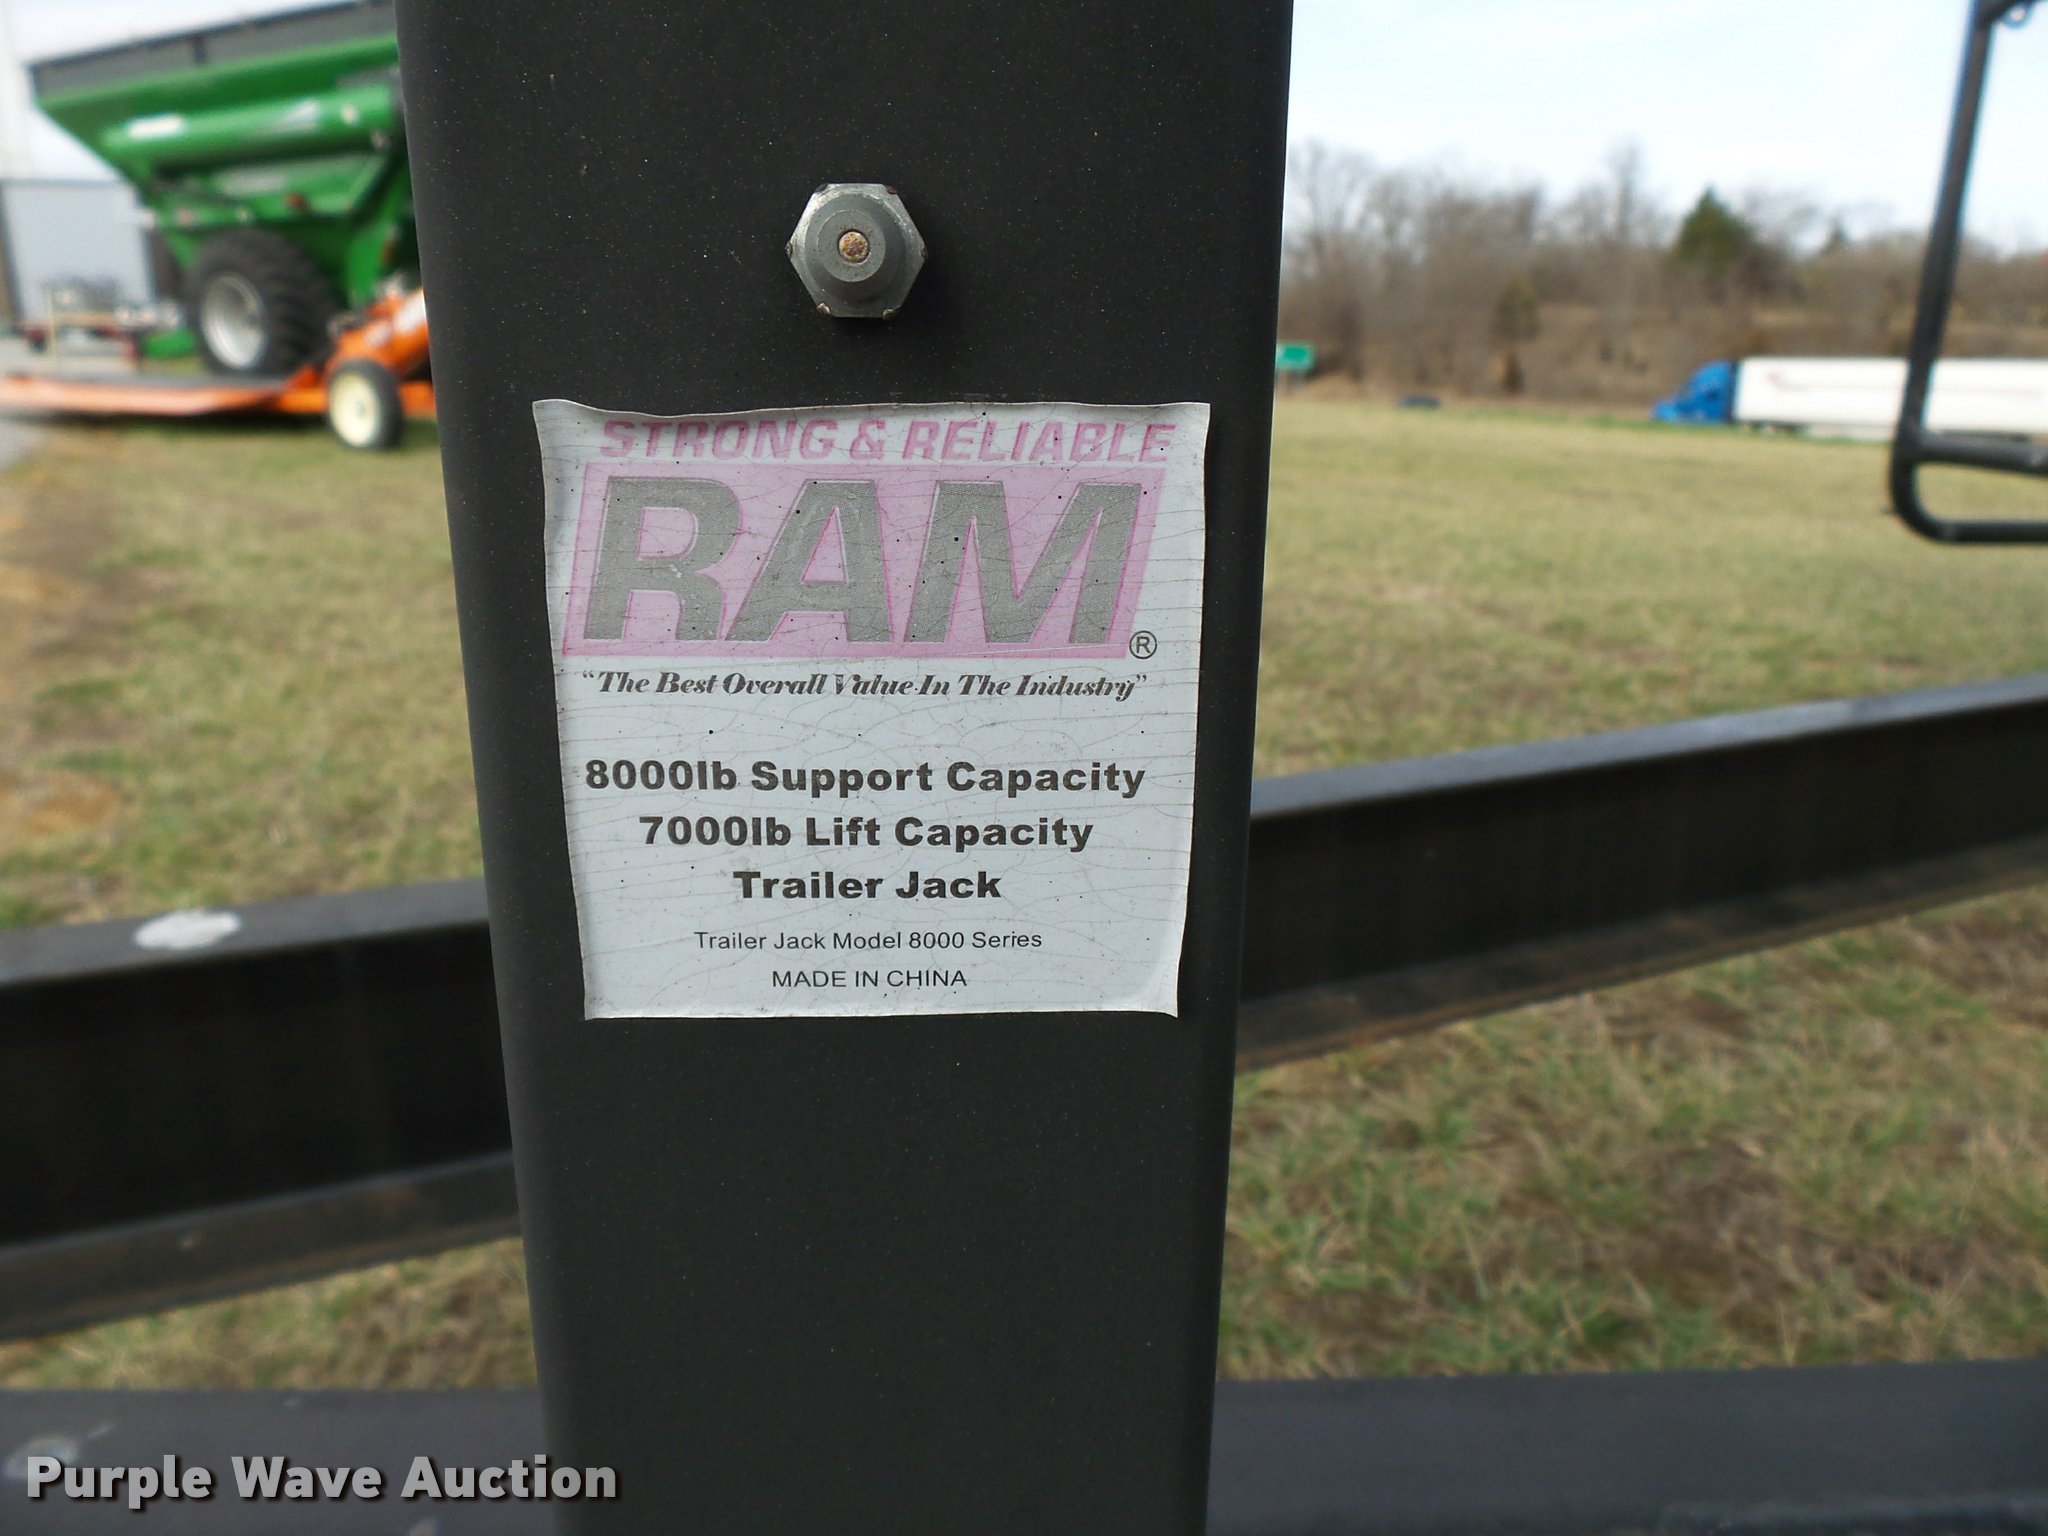 STRONG & RELIABLE
RAM®
"The Best Overall Value In The Industry"
8000lb Support Capacity
7000lb Lift Capacity
Trailer Jack
Trailer Jack Model 8000 Series
MADE IN CHINA
Purple Wave Auction